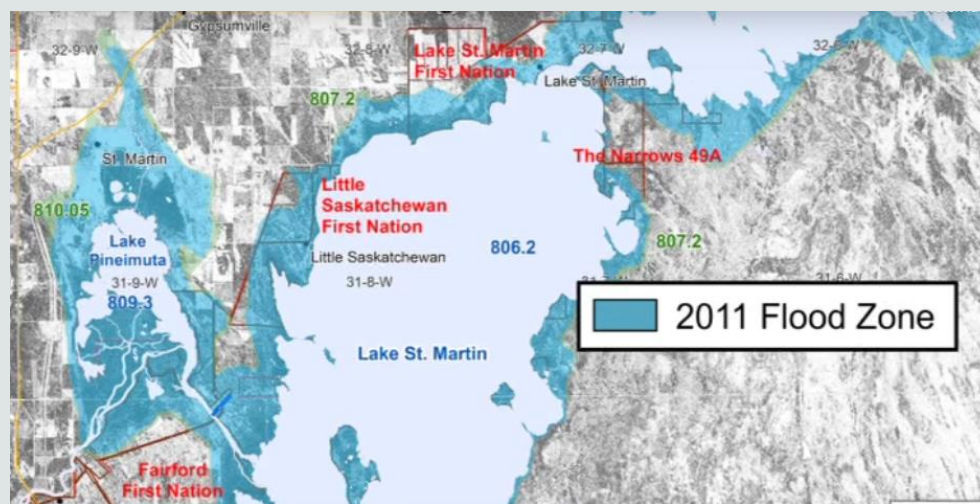 Gypsumville
32-9-W
32-8-W
Lake St. Martin
First Nation
32-7-W
Lake St. Martin
807.2
St. Martin
The Narrows 49A
Little
Saskatchewan
First Nation
810.05
Lake
Pineimuta
806.2
807.2
Little Saskatchewan
31-9-W
31-8-W
31-6-W
809.3
2011 Flood Zone
Lake St. Martin
Fairford
First Nation